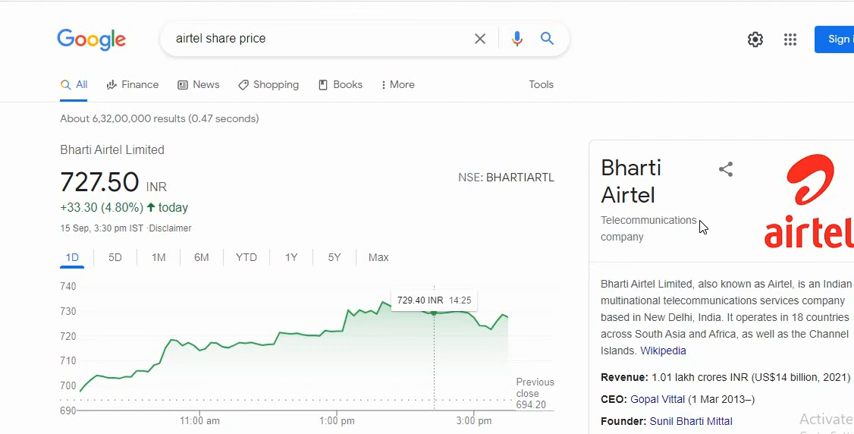 Google
airtel share price
Sign
All
Finance
News
Shopping
Books
More
Tools
About 6,32,00,000 results (0.47 seconds)
Bharti Airtel Limited
727.50 INR
NSE: BHARTIARTL
+33.30 (4.80%) today
15 Sep, 3:30 pm IST · Disclaimer
1D
5D
1M
6M
YTD
1Y
5Y
Max
740
730
720
710
700
690
729.40 INR 14:25
Previous
close
694.20
11:00 am
1:00 pm
3:00 pm
Bharti
Airtel
Telecommunications
company
airtel
Bharti Airtel Limited, also known as Airtel, is an Indian
multinational telecommunications services company
based in New Delhi, India. It operates in 18 countries
across South Asia and Africa, as well as the Channel
Islands. Wikipedia
Revenue: 1.01 lakh crores INR (US$14 billion, 2021)
CEO: Gopal Vittal (1 Mar 2013–)
Founder: Sunil Bharti Mittal
Activate